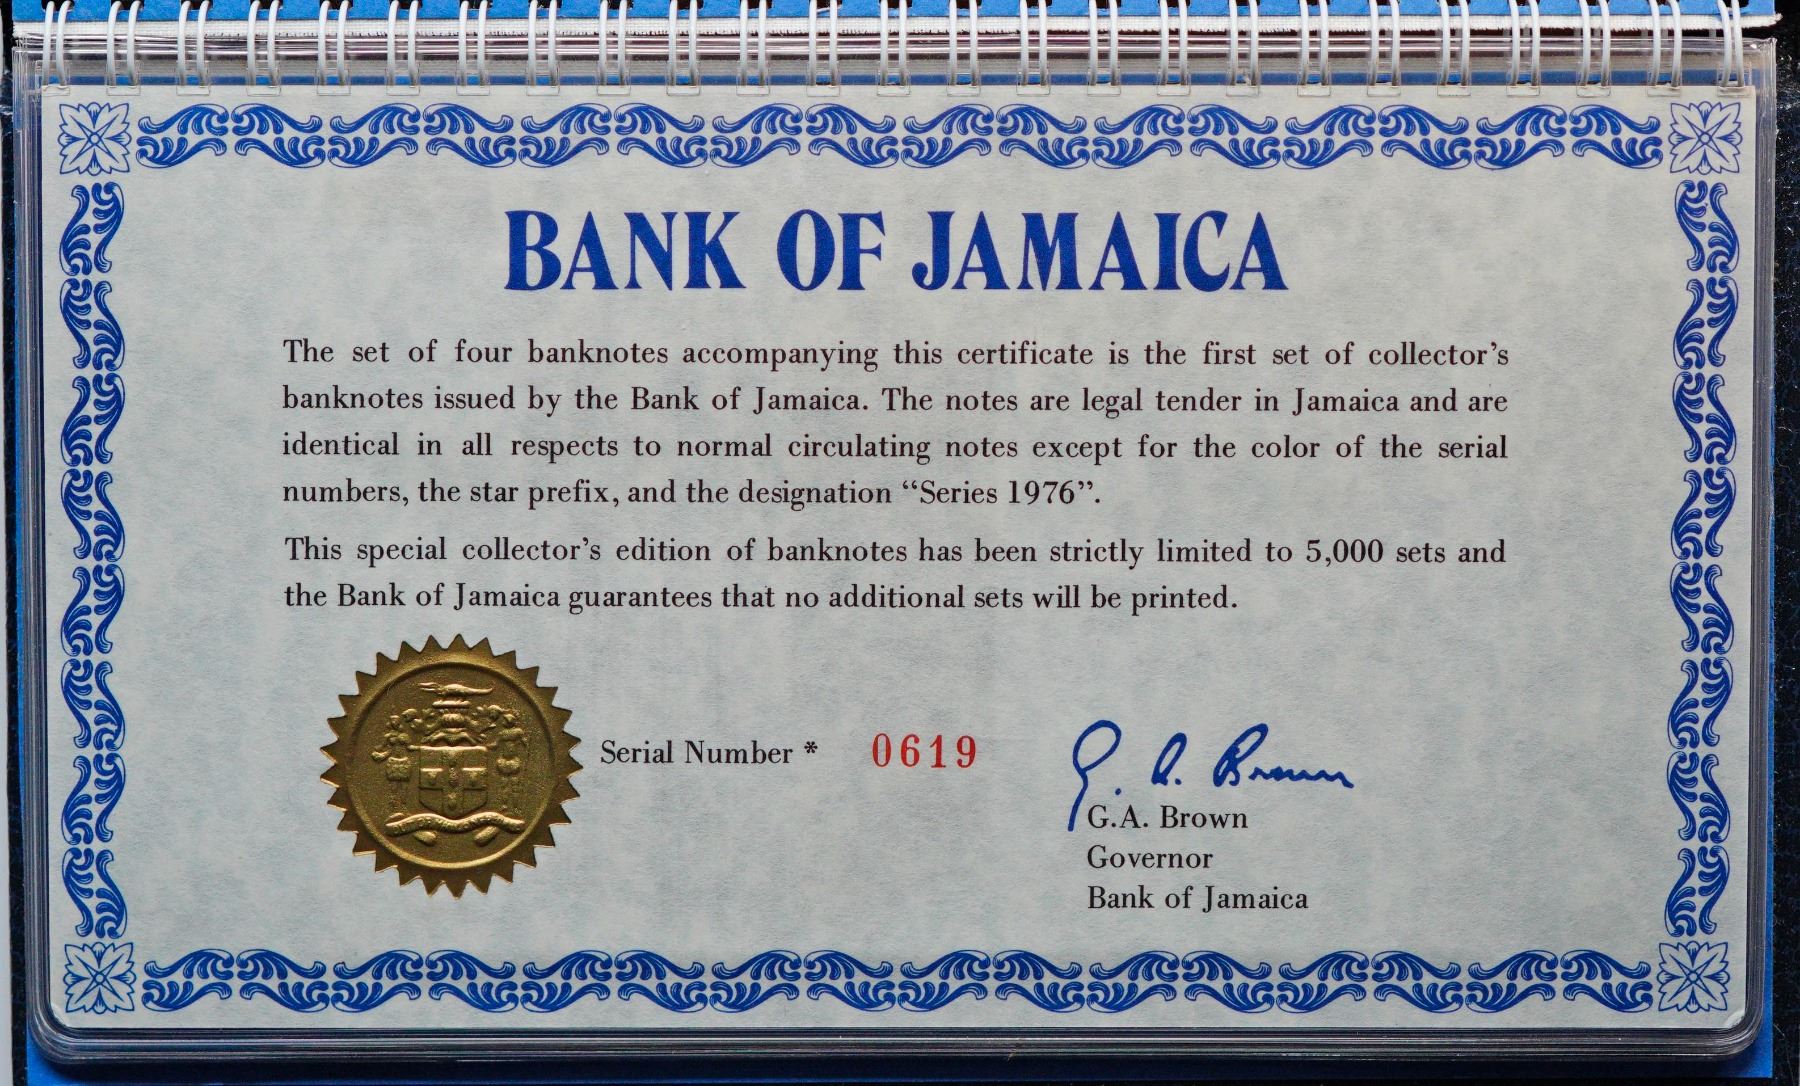 BANK OF JAMAICA
The set of four banknotes accompanying this certificate is the first set of collector's
banknotes issued by the Bank of Jamaica. The notes are legal tender in Jamaica and are
identical in all respects to normal circulating notes except for the color of the serial
numbers, the star prefix, and the designation “Series 1976”.
This special collector's edition of banknotes has been strictly limited to 5,000 sets and
the Bank of Jamaica guarantees that no additional sets will be printed.
Serial Number * 0619
G. A. Brown
G.A. Brown
Governor
Bank of Jamaica